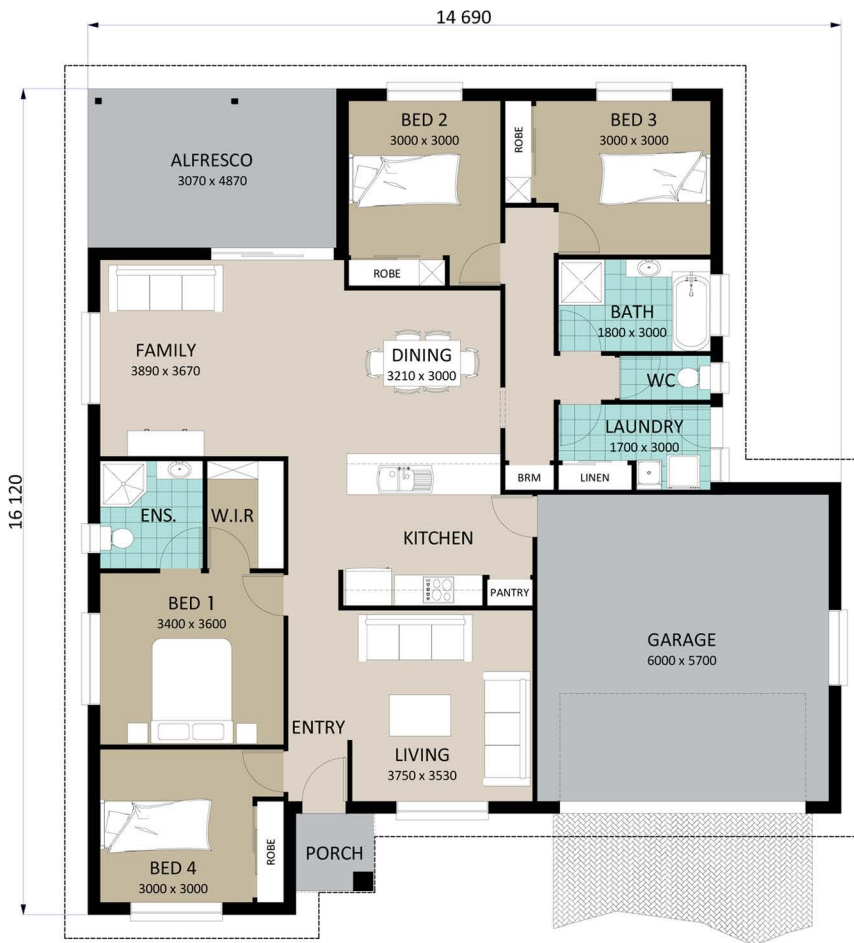 14 690
16 120
ALFRESCO
3070 x 4870
BED 2
3000 x 3000
ROBE
BED 3
3000 x 3000
ROBE
FAMILY
3890 x 3670
DINING
3210 x 3000
BATH
1800 x 3000
WC
LAUNDRY
1700 x 3000
BRM
LINEN
ENS.
W.I.R
KITCHEN
PANTRY
BED 1
3400 x 3600
GARAGE
6000 x 5700
ENTRY
LIVING
3750 x 3530
BED 4
3000 x 3000
ROBE
PORCH